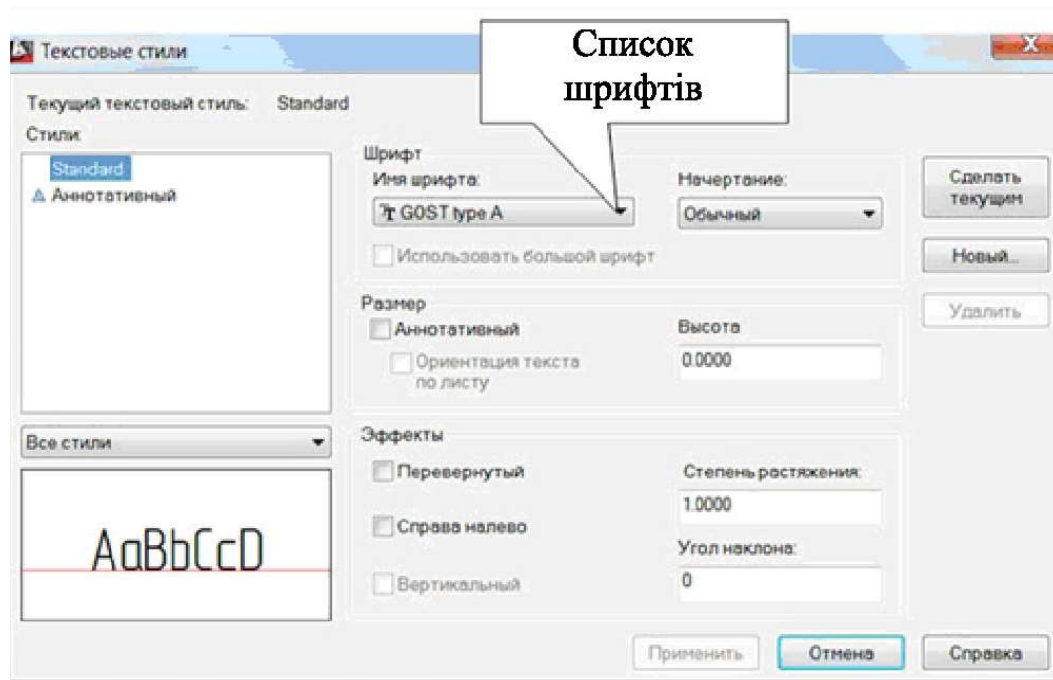 Текстовые стили
Список
шрифтів
Текущий текстовый стиль: Standard
Стили:
Standard
Аннотативный
Все стили
AaBbCcD
Шрифт
Имя шрифта:
GOST type A
Начертание:
Обычный
Использовать большой шрифт
Размер
Аннотативный
Ориентация текста
по листу
Высота
0.0000
Эффекты
Перевернутый
Справа налево
Вертикальный
Степень растяжения:
1.0000
Угол наклона:
0
Сделать
текущим
Новый...
Удалить
Применить
Отмена
Справка